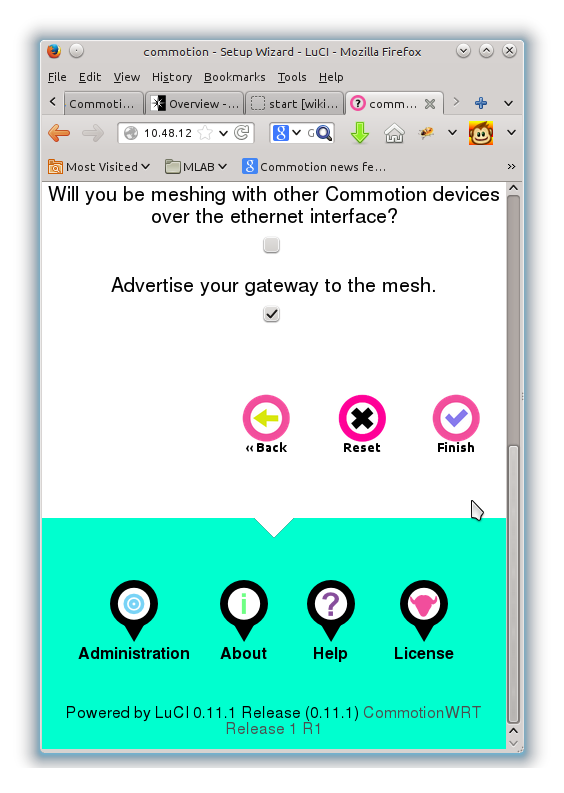 commotion - Setup Wizard - LuCI - Mozilla Firefox
File Edit View History Bookmarks Tools Help
Commoti... Overview -... start [wiki... comm...
10.48.12 8 G
Most Visited MLAB 8 Commotion news fe... »
Will you be meshing with other Commotion devices
over the ethernet interface?
Advertise your gateway to the mesh.
« Back Reset Finish
Administration About Help License
Powered by LuCI 0.11.1 Release (0.11.1) CommotionWRT
Release 1 R1